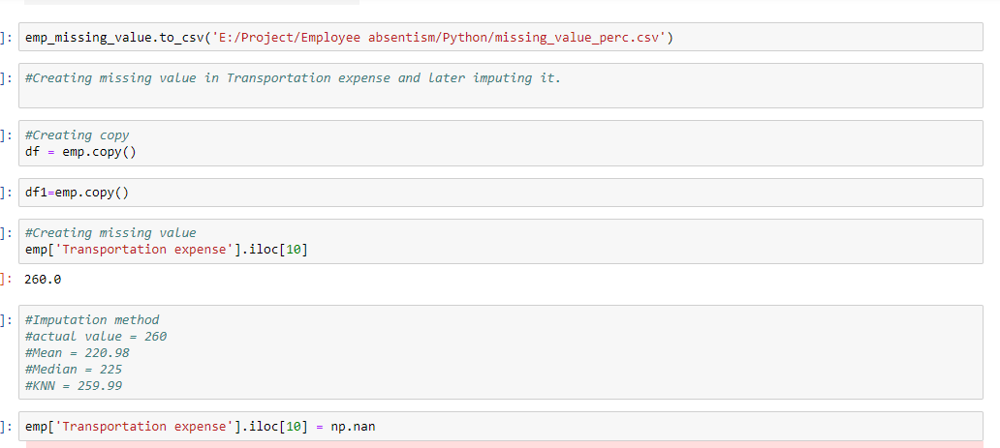 ]: emp_missing_value.to_csv('E:/Project/Employee absentism/Python/missing_value_perc.csv')
]: #Creating missing value in Transportation expense and later imputing it.
]: #Creating copy
df = emp.copy()
]: df1=emp.copy()
]: #Creating missing value
emp['Transportation expense'].iloc[10]
]: 260.0
]: #Imputation method
#actual value = 260
#Mean = 220.98
#Median = 225
#KNN = 259.99
]: emp['Transportation expense'].iloc[10] = np.nan